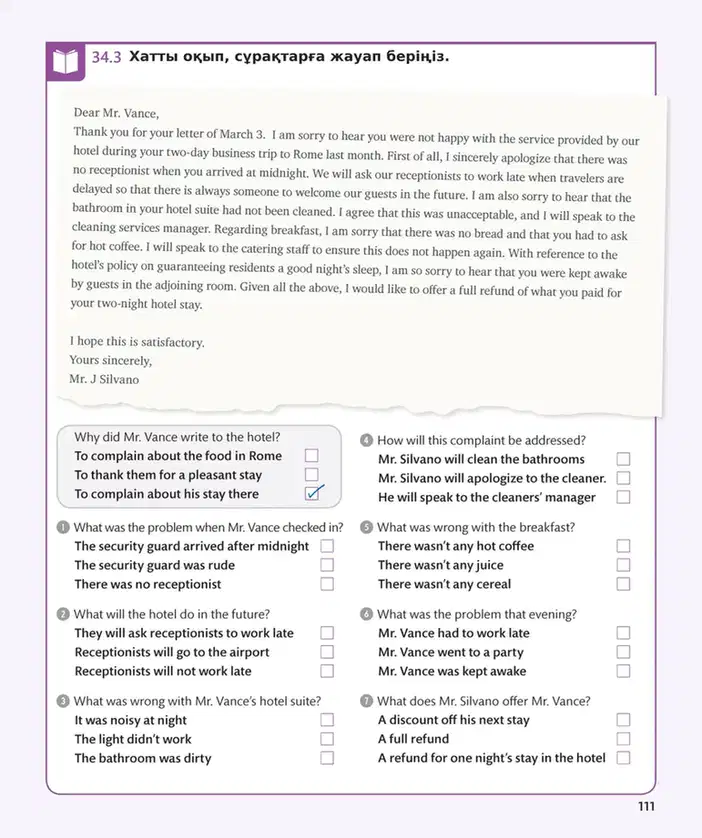 34.3 Хатты оқып, сұрақтарға жауап беріңіз.
Dear Mr. Vance,
Thank you for your letter of March 3. I am sorry to hear you were not happy with the service provided by our
hotel during your two-day business trip to Rome last month. First of all, I sincerely apologize that there was
no receptionist when you arrived at midnight. We will ask our receptionists to work late when travelers are
delayed so that there is always someone to welcome our guests in the future. I am also sorry to hear that the
bathroom in your hotel suite had not been cleaned. I agree that this was unacceptable, and I will speak to the
cleaning services manager. Regarding breakfast, I am sorry that there was no bread and that you had to ask
for hot coffee. I will speak to the catering staff to ensure this does not happen again. With reference to the
hotel's policy on guaranteeing residents a good night's sleep, I am so sorry to hear that you were kept awake
by guests in the adjoining room. Given all the above, I would like to offer a full refund of what you paid for
your two-night hotel stay.
I hope this is satisfactory.
Yours sincerely,
Mr. J Silvano
Why did Mr. Vance write to the hotel?
To complain about the food in Rome
To thank them for a pleasant stay
To complain about his stay there
1 What was the problem when Mr. Vance checked in?
The security guard arrived after midnight
The security guard was rude
There was no receptionist
2 What will the hotel do in the future?
They will ask receptionists to work late
Receptionists will go to the airport
Receptionists will not work late
3 What was wrong with Mr. Vance's hotel suite?
It was noisy at night
The light didn't work
The bathroom was dirty
4 How will this complaint be addressed?
Mr. Silvano will clean the bathrooms
Mr. Silvano will apologize to the cleaner.
He will speak to the cleaners' manager
5 What was wrong with the breakfast?
There wasn't any hot coffee
There wasn't any juice
There wasn't any cereal
6 What was the problem that evening?
Mr. Vance had to work late
Mr. Vance went to a party
Mr. Vance was kept awake
7 What does Mr. Silvano offer Mr. Vance?
A discount off his next stay
A full refund
A refund for one night's stay in the hotel
111